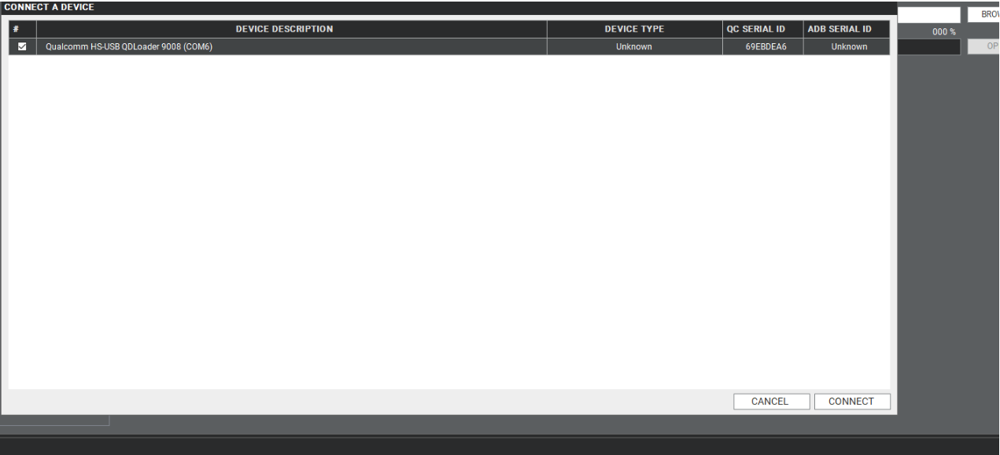 CONNECT A DEVICE
BROW
# DEVICE DESCRIPTION DEVICE TYPE QC SERIAL ID ADB SERIAL ID
000 %
Qualcomm HS-USB QDLoader 9008 (COM6) Unknown 69EBDEA6 Unknown
OP
CANCEL CONNECT